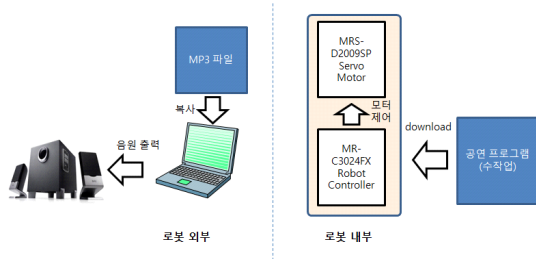 MP3 파일
복사
음원 출력
로봇 외부
MRS-
D2009SP
Servo
Motor
모터
제어
MR-
C3024FX
Robot
Controller
download
공연 프로그램
(수작업)
로봇 내부